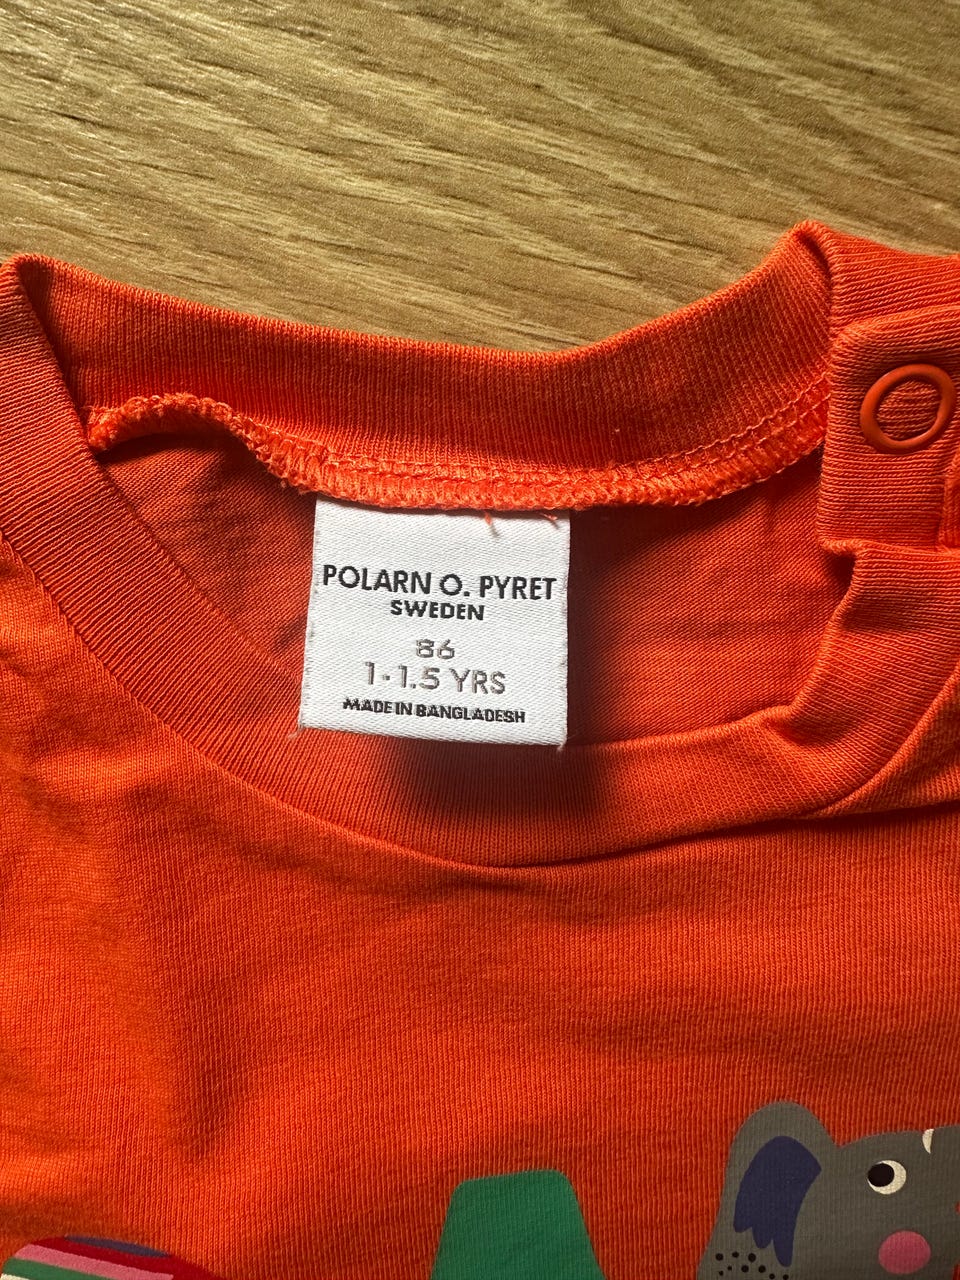 POLARN O. PYRET
SWEDEN
86
1-1.5 YRS
MADE IN BANGLADESH